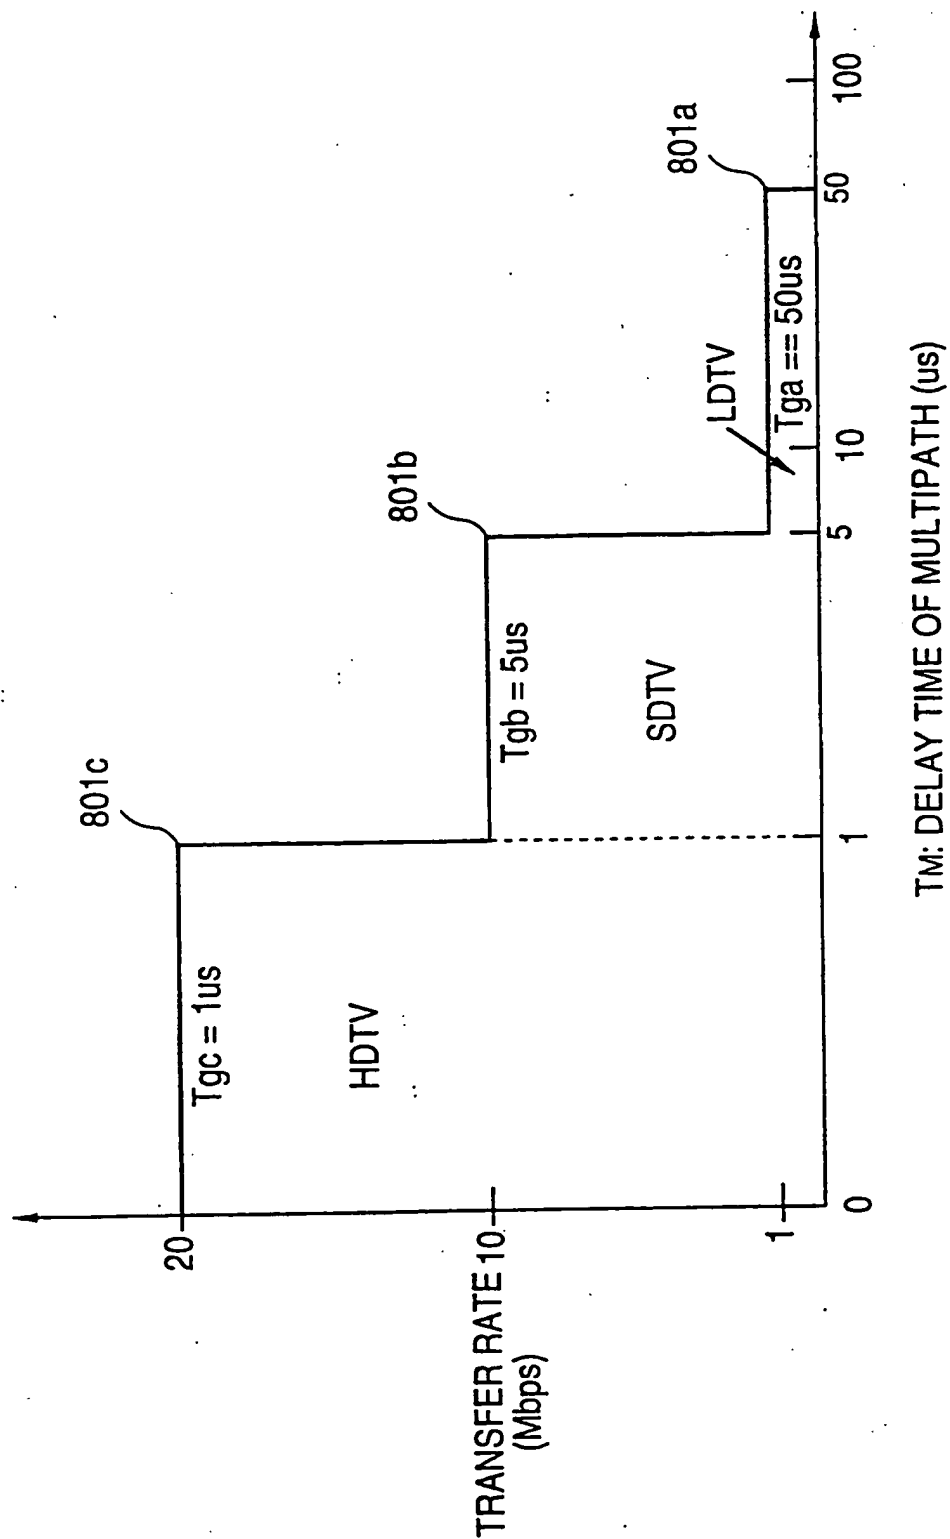 801c
20
Tgc = 1us
HDTV
801b
TRANSFER RATE 10
(Mbps)
Tgb = 5us
SDTV
801a
LDTV
Tga == 50us
1
0
1
5
10
50
100
TM: DELAY TIME OF MULTIPATH (us)